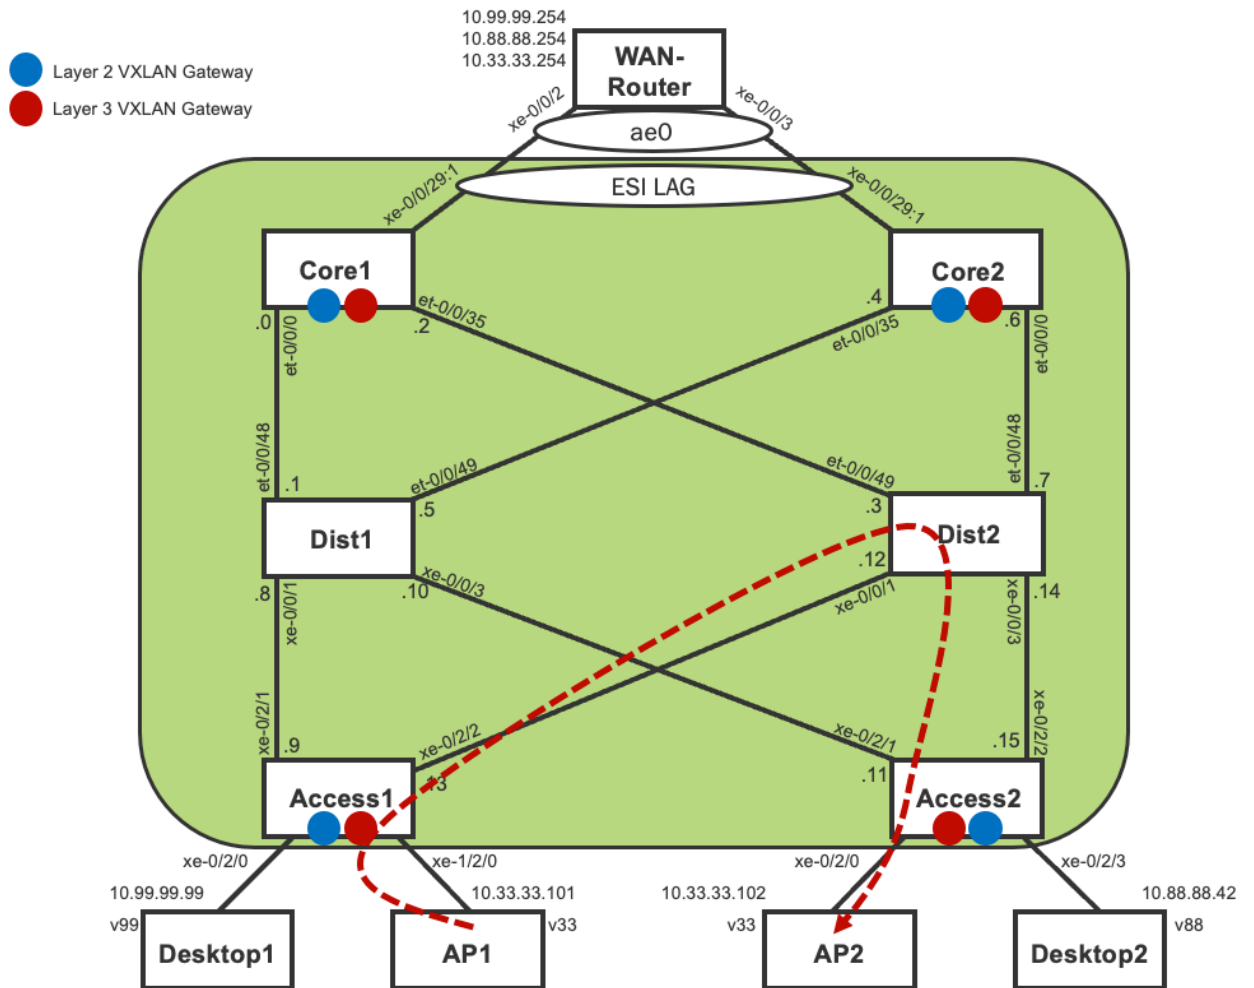 10.99.99.254
10.88.88.254
10.33.33.254
WAN-
Router
Layer 2 VXLAN Gateway
Layer 3 VXLAN Gateway
xe-0/0/2
xe-0/0/3
ae0
ESI LAG
xe-0/0/29:1
xe-0/0/29:1
Core1
Core2
.0
et-0/0/0
et-0/0/35
.2
.4
et-0/0/35
.6
et-0/0/0
et-0/0/48
.1
et-0/0/49
.5
et-0/0/49
.3
et-0/0/48
.7
Dist1
Dist2
.8
xe-0/0/1
xe-0/0/3
.10
.12
xe-0/0/1
xe-0/0/3
.14
xe-0/2/1
.9
xe-0/2/2
.13
xe-0/2/1
.11
.15
xe-0/2/2
Access1
Access2
xe-0/2/0
xe-1/2/0
xe-0/2/0
xe-0/2/3
10.99.99.99
10.33.33.101
10.33.33.102
10.88.88.42
v99
Desktop1
AP1
v33
v33
AP2
Desktop2
v88